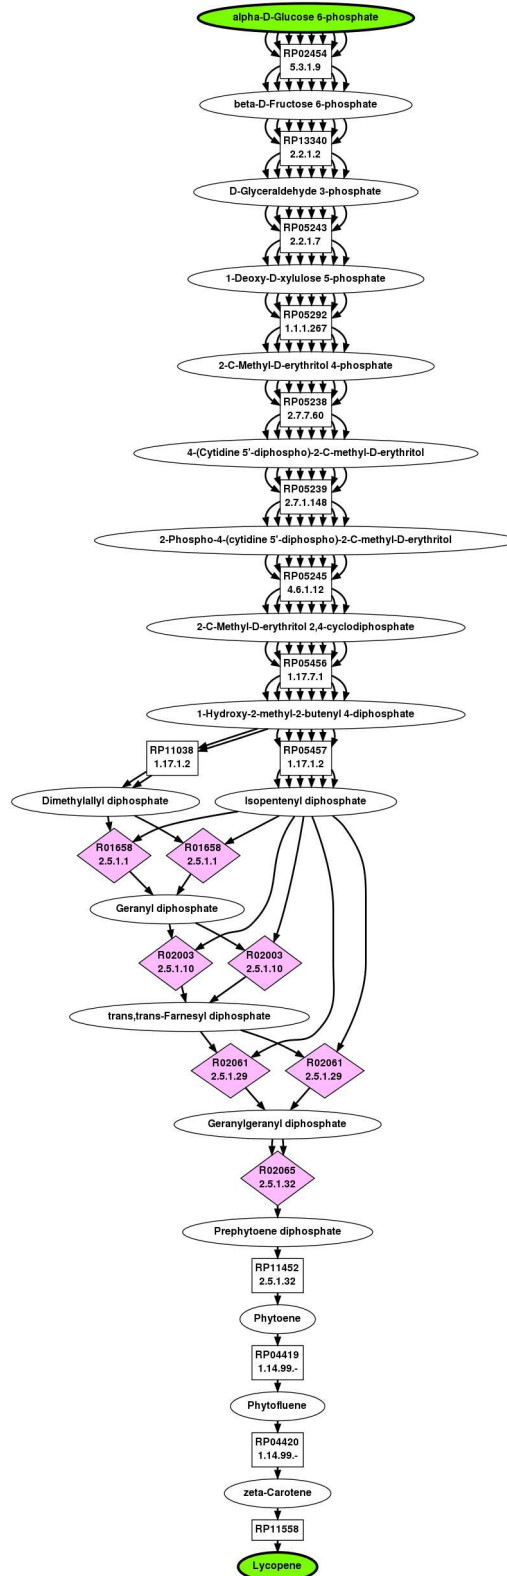 alpha-D-Glucose 6-phosphate
RP02454
5.3.1.9
beta-D-Fructose 6-phosphate
RP13340
2.2.1.2
D-Glyceraldehyde 3-phosphate
RP05243
2.2.1.7
1-Deoxy-D-xylulose 5-phosphate
RP05292
1.1.1.267
2-C-Methyl-D-erythritol 4-phosphate
RP05238
2.7.7.60
4-(Cytidine 5'-diphospho)-2-C-methyl-D-erythritol
RP05239
2.7.1.148
2-Phospho-4-(cytidine 5'-diphospho)-2-C-methyl-D-erythritol
RP05245
4.6.1.12
2-C-Methyl-D-erythritol 2,4-cyclodiphosphate
RP05456
1.17.7.1
1-Hydroxy-2-methyl-2-butenyl 4-diphosphate
RP11038
1.17.1.2
RP05457
1.17.1.2
Dimethylallyl diphosphate
Isopentenyl diphosphate
R01658
2.5.1.1
R01658
2.5.1.1
Geranyl diphosphate
R02003
2.5.1.10
R02003
2.5.1.10
trans,trans-Farnesyl diphosphate
R02061
2.5.1.29
R02061
2.5.1.29
Geranylgeranyl diphosphate
R02065
2.5.1.32
Prephytoene diphosphate
RP11452
2.5.1.32
Phytoene
RP04419
1.14.99.-
Phytofluene
RP04420
1.14.99.-
zeta-Carotene
RP11558
Lycopene